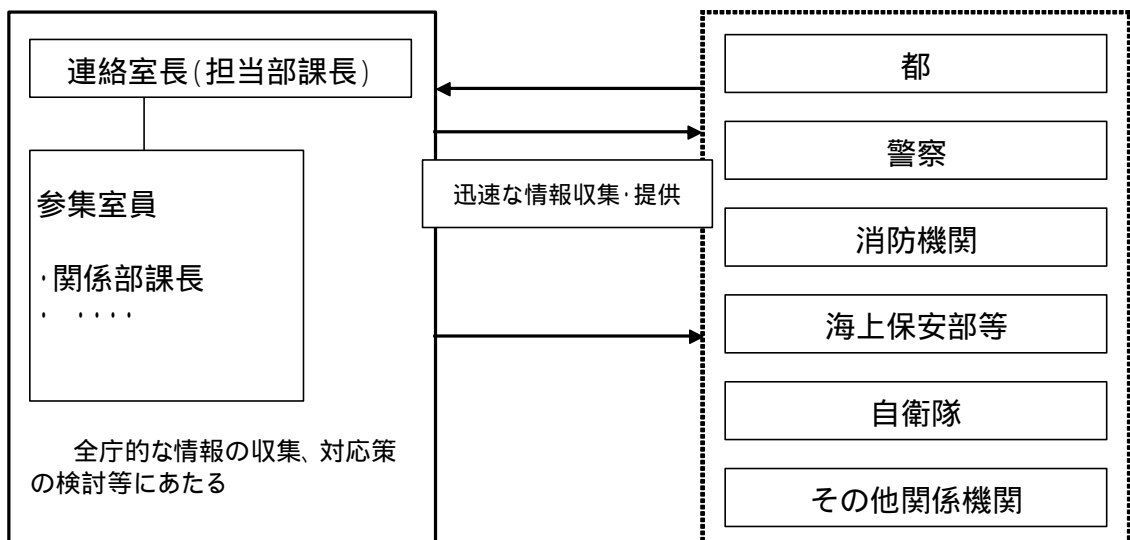 連絡室長(担当部課長)
参集室員
・関係部課長
・ ・・・・
全庁的な情報の収集、対応策
の検討等にあたる
迅速な情報収集・提供
都
警察
消防機関
海上保安部等
自衛隊
その他関係機関